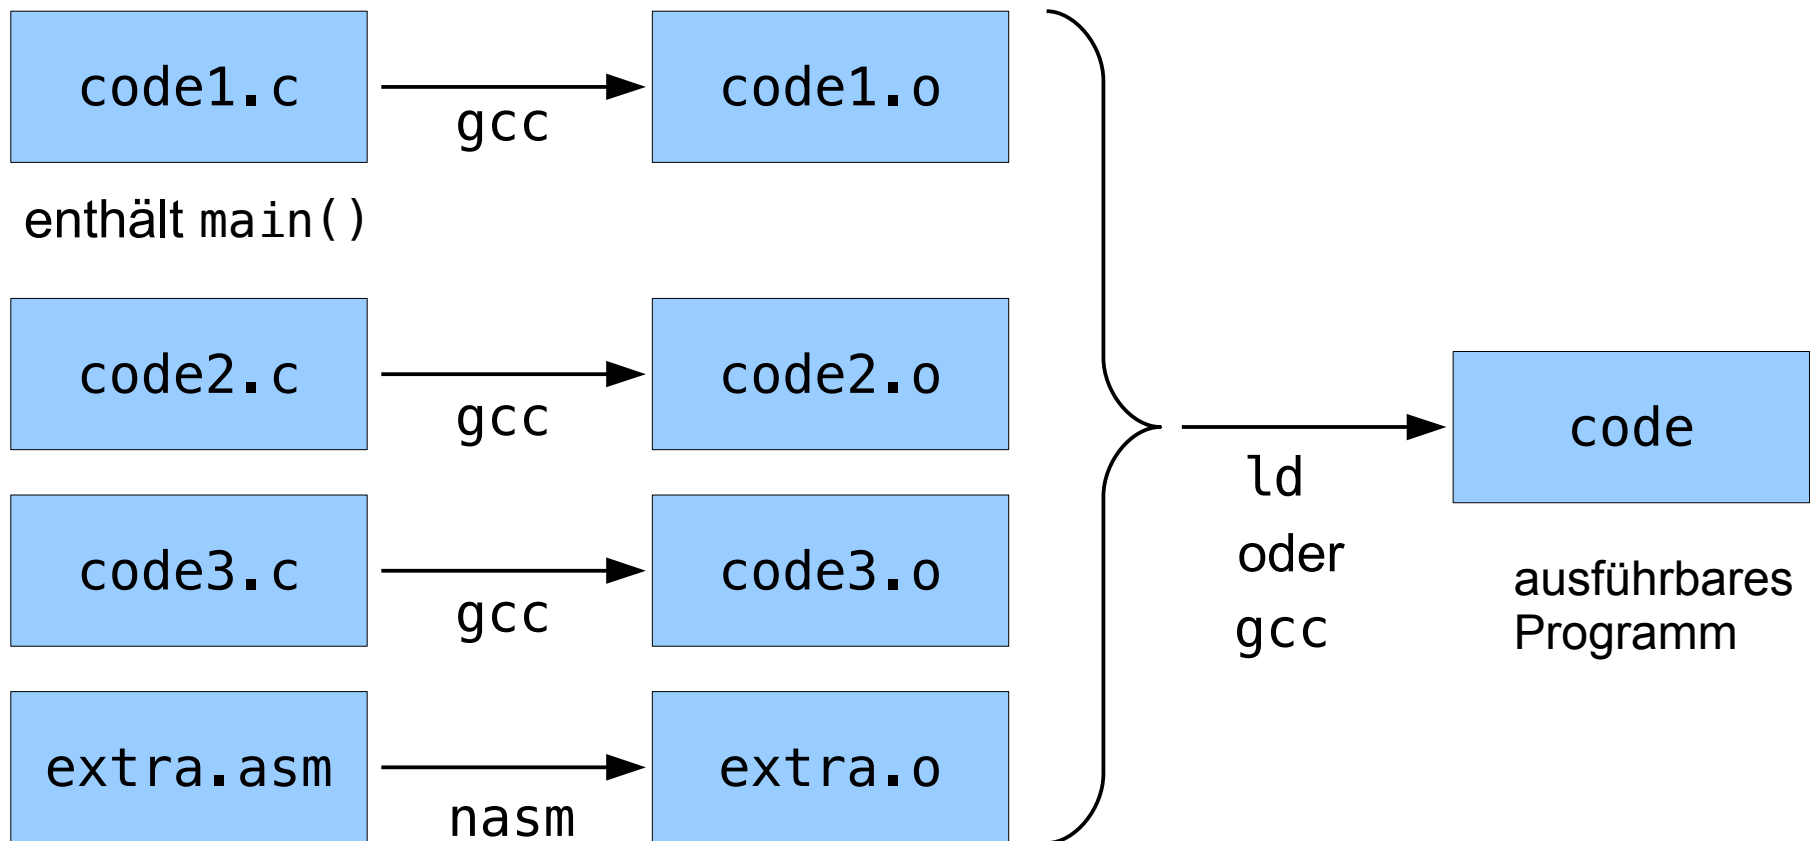 code1.c
gcc
code1.o
enthält main()
code2.c
gcc
code2.o
code3.c
gcc
code3.o
extra.asm
nasm
extra.o
ld
oder
gcc
code
ausführbares
Programm